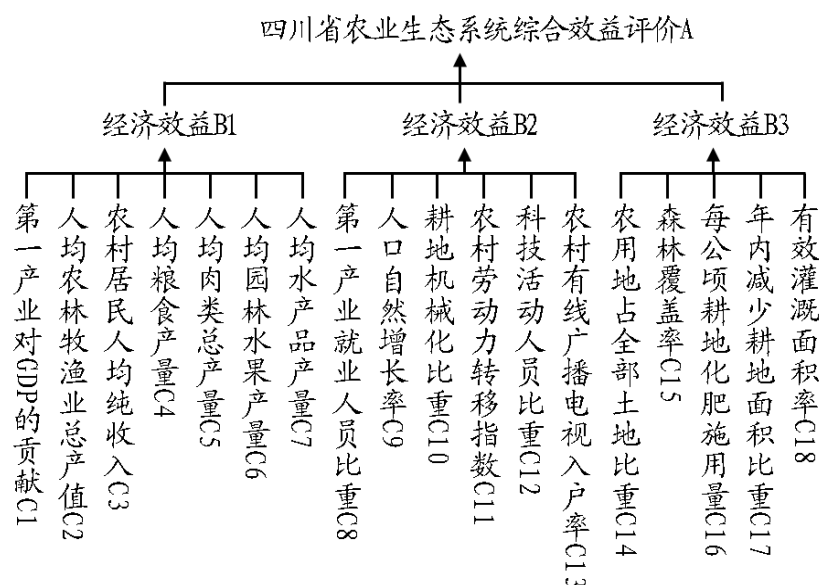 四川省农业生态系统综合效益评价A
经济效益B1
经济效益B2
经济效益B3
第一产业对GDP的贡献C1
人均农林牧渔业总产值C2
农村居民人均纯收入C3
人均粮食产量C4
人均肉类总产量C5
人均园林水果产量C6
人均水产品产量C7
第一产业就业人员比重C8
人口自然增长率C9
耕地机械化比重C10
农村劳动力转移指数C11
科技活动人员比重C12
农村有线广播电视入户率C13
农用地占全部土地比重C14
森林覆盖率C15
每公顷耕地化肥施用量C16
年内减少耕地面积比重C17
有效灌溉面积率C18